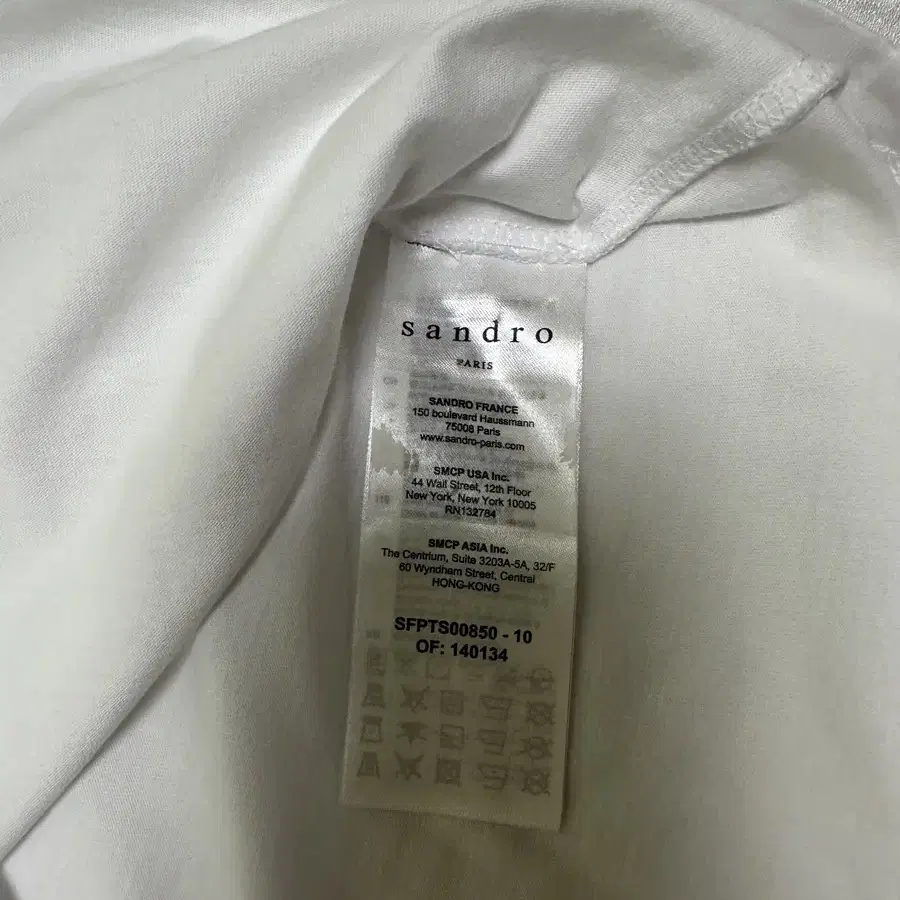 sandro
PARIS
SANDRO FRANCE
150 boulevard Haussmann
75008 Paris
www.sandro-paris.com
SMCP USA Inc.
44 Wall Street, 12th Floor
New York, New York 10005
RN132784
SMCP ASIA Inc.
The Centrium, Suite 3203A-5A, 32/F
60 Wyndham Street, Central
HONG-KONG
SFPTS00850 - 10
OF: 140134